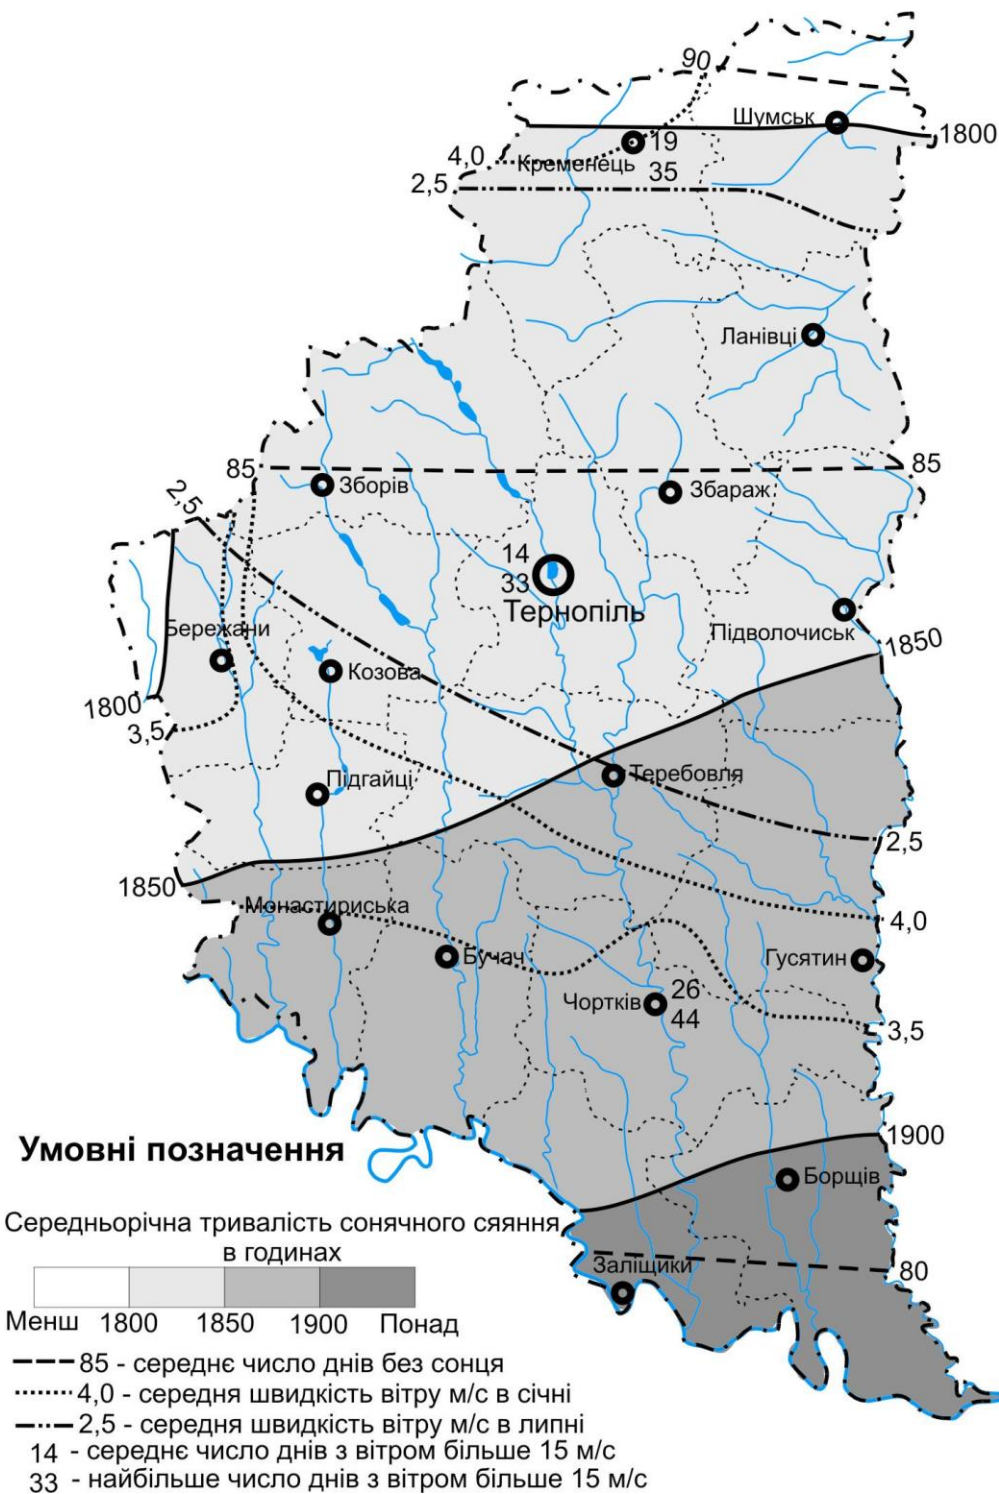 90
Шумськ
1800
19
4,0
Кременець
35
2,5
Ланівці
85
85
2,5
Зборів
Збараж
14
33
Тернопіль
Бережани
Підволочиськ
1850
Козова
1800
3,5
Підгайці
Теребовля
2,5
1850
Монастириська
4,0
Бучач
Гусятин
Чортків
26
44
3,5
1900
Умовні позначення
Борщів
Середньорічна тривалість сонячного сяяння
в годинах
Заліщики
80
Менш 1800 1850 1900 Понад
85 - середнє число днів без сонця
4,0 - середня швидкість вітру м/с в січні
2,5 - середня швидкість вітру м/с в липні
14 - середнє число днів з вітром більше 15 м/с
33 - найбільше число днів з вітром більше 15 м/с